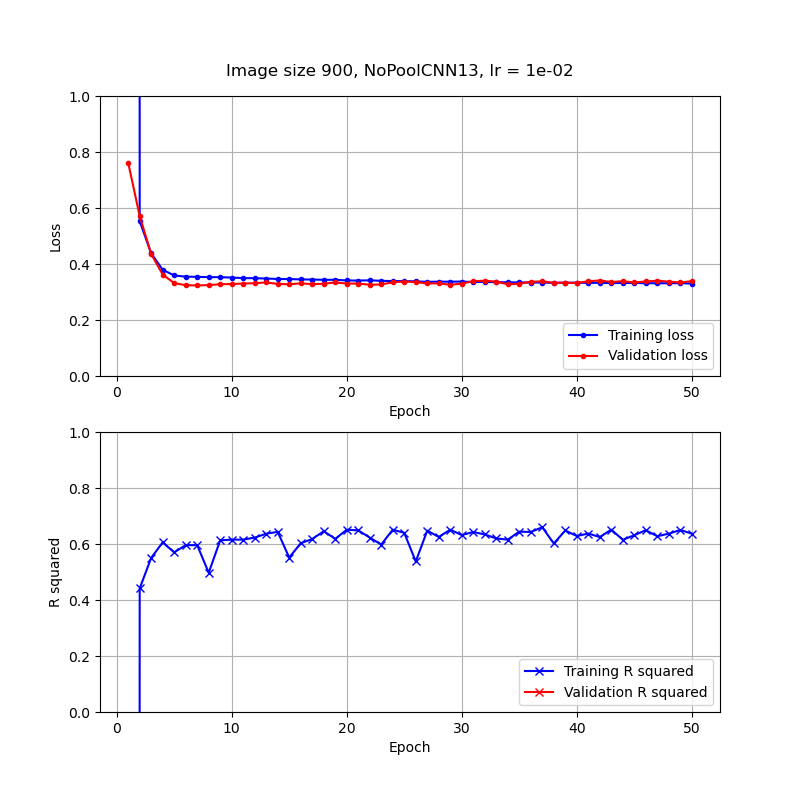 Image size 900, NoPoolCNN13, lr = 1e-02
1.0
0.8
0.6
0.4
0.2
0.0
Loss
Training loss
Validation loss
0 10 20 30 40 50
Epoch
1.0
0.8
0.6
0.4
0.2
0.0
R squared
Training R squared
Validation R squared
0 10 20 30 40 50
Epoch